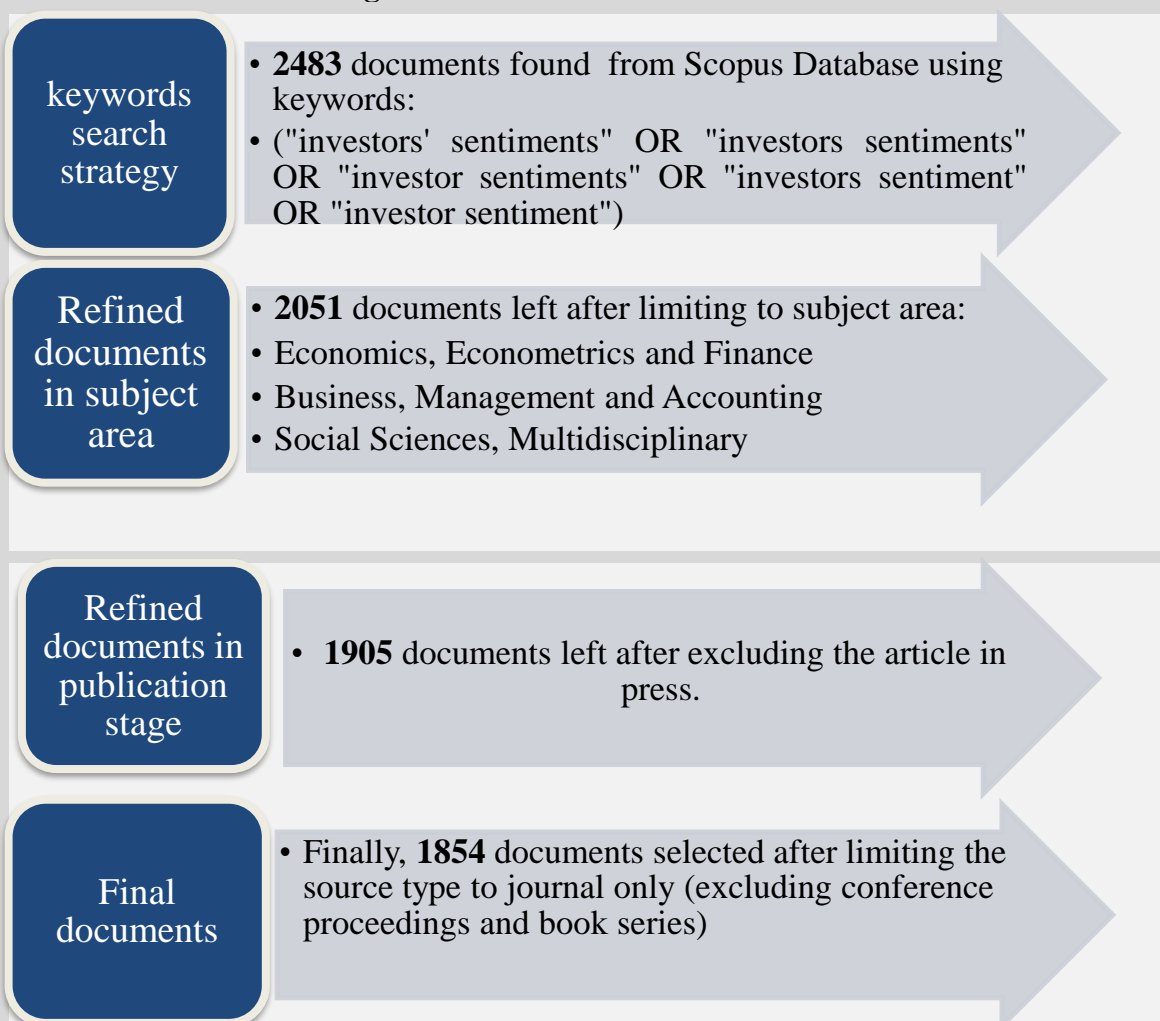 keywords
search
strategy
• 2483 documents found from Scopus Database using
keywords:
• ("investors' sentiments" OR "investors sentiments"
OR "investor sentiments" OR "investors sentiment"
OR "investor sentiment")
Refined
documents
in subject
area
• 2051 documents left after limiting to subject area:
• Economics, Econometrics and Finance
• Business, Management and Accounting
• Social Sciences, Multidisciplinary
Refined
documents in
publication
stage
• 1905 documents left after excluding the article in
press.
Final
documents
• Finally, 1854 documents selected after limiting the
source type to journal only (excluding conference
proceedings and book series)